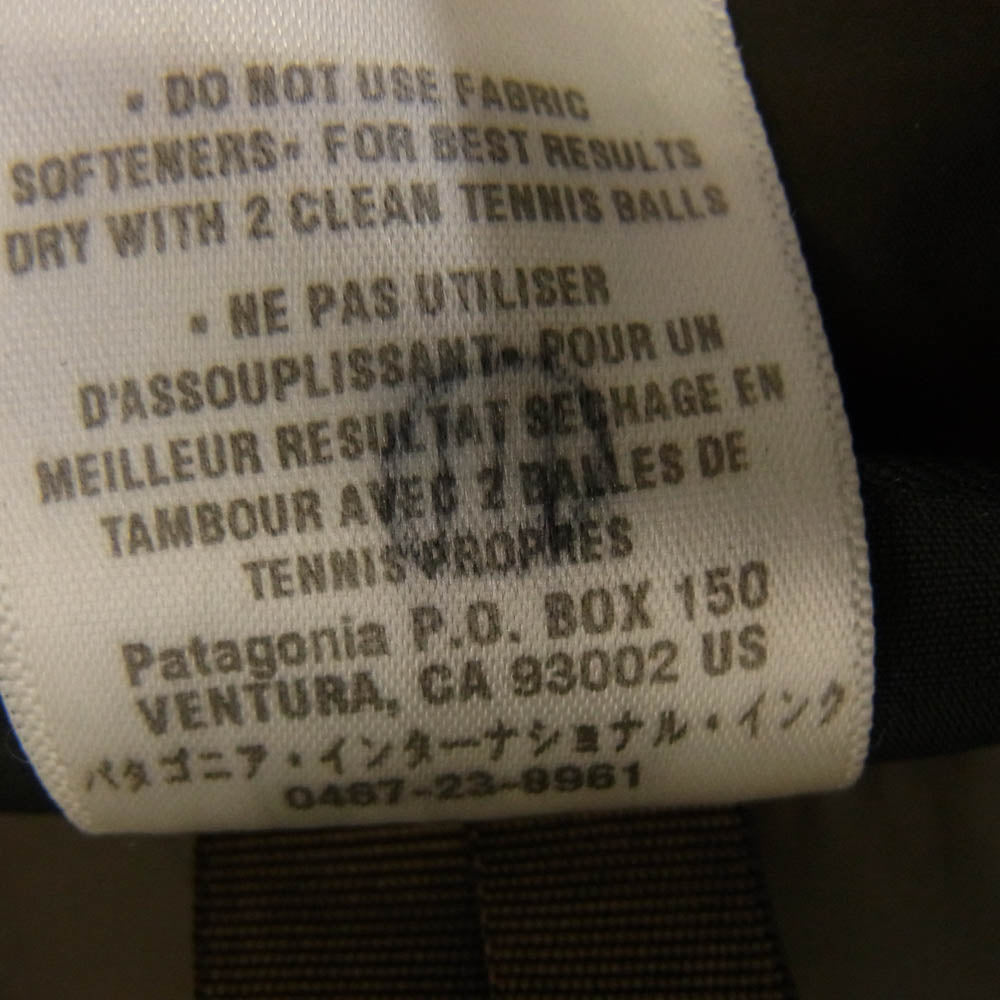 • DO NOT USE FABRIC
SOFTENERS• FOR BEST RESULTS
DRY WITH 2 CLEAN TENNIS BALLS
• NE PAS UTILISER
D'ASSOUPLISSANT• POUR UN
MEILLEUR RESULTAT SECHAGE EN
TAMBOUR AVEC 2 BALLES DE
TENNIS PROPRES
Patagonia P.O. BOX 150
VENTURA, CA 93002 US
パタゴニア・インターナショナル・インク
0467-23-8961